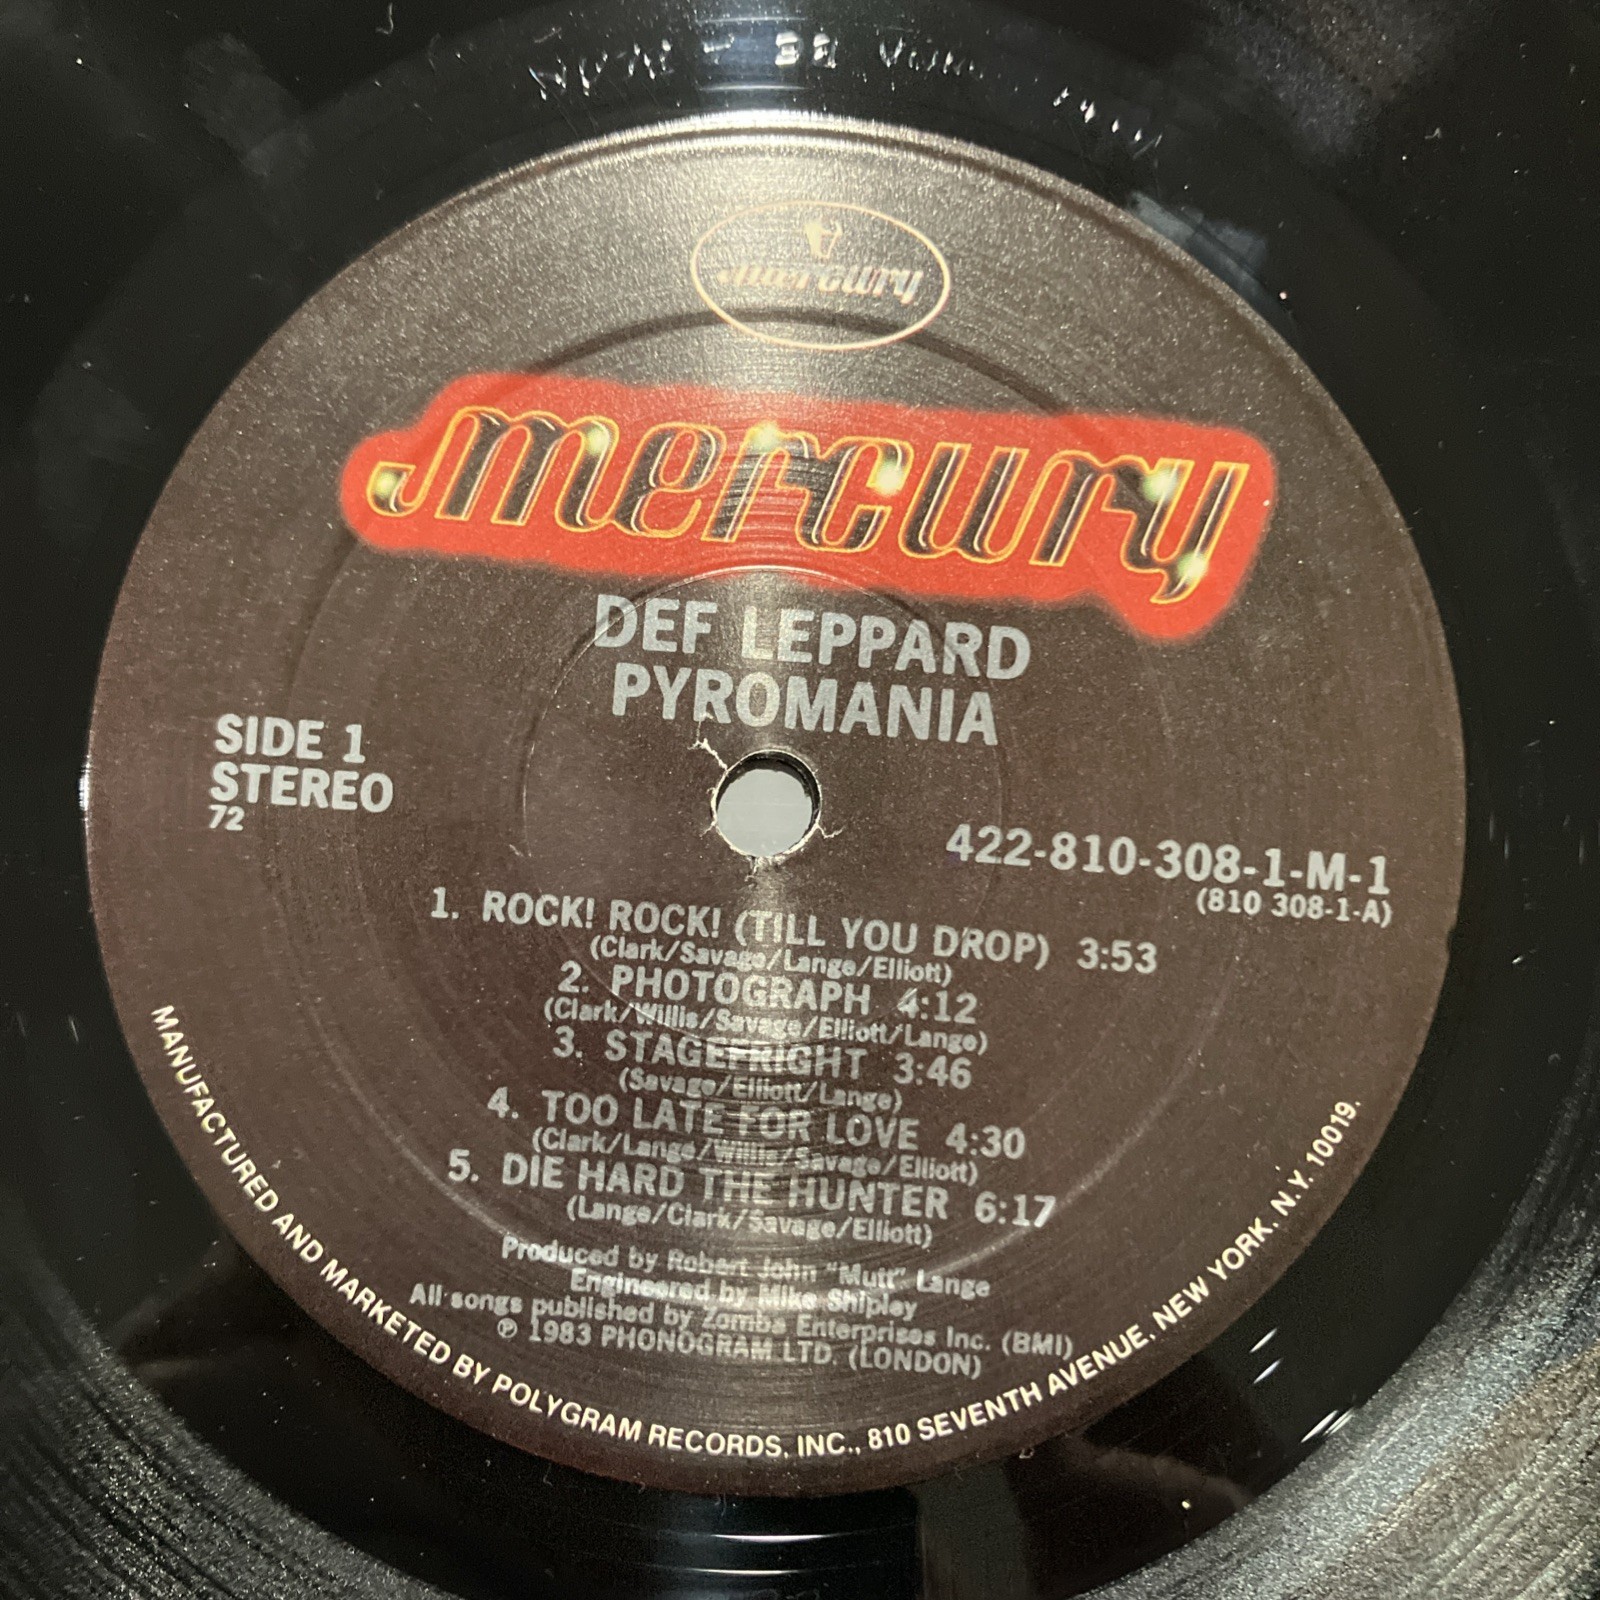 mercury
mercury
DEF LEPPARD
PYROMANIA
SIDE 1
STEREO
72
422-810-308-1-M-1
(810 308-1-A)
1. ROCK! ROCK! (TILL YOU DROP) 3:53
(Clark/Savage/Lange/Elliott)
2. PHOTOGRAPH 4:12
(Clark/Willis/Savage/Elliott/Lange)
3. STAGEFRIGHT 3:46
(Savage/Elliott/Lange)
4. TOO LATE FOR LOVE 4:30
(Clark/Lange/Willis/Savage/Elliott)
5. DIE HARD THE HUNTER 6:17
(Lange/Clark/Savage/Elliott)
Produced by Robert John "Mutt" Lange
Engineered by Mike Shipley
All songs published by Zomba Enterprises Inc. (BMI)
℗ 1983 PHONOGRAM LTD. (LONDON)
MANUFACTURED AND MARKETED BY POLYGRAM RECORDS, INC., 810 SEVENTH AVENUE, NEW YORK, N.Y. 10019.